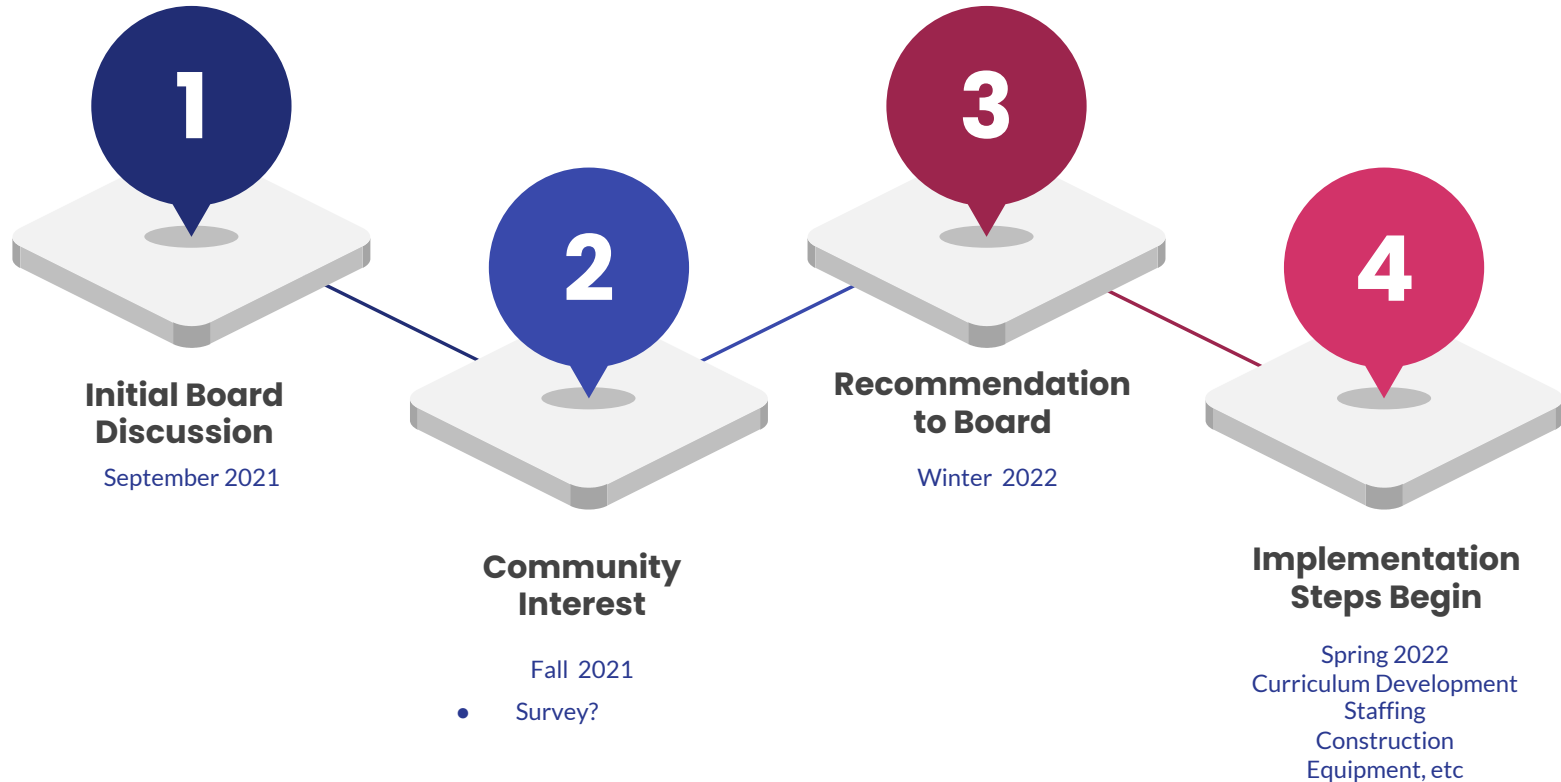 1
Initial Board
Discussion
September 2021
2
Community
Interest
Fall 2021
● Survey?
3
Recommendation
to Board
Winter 2022
4
Implementation
Steps Begin
Spring 2022
Curriculum Development
Staffing
Construction
Equipment, etc